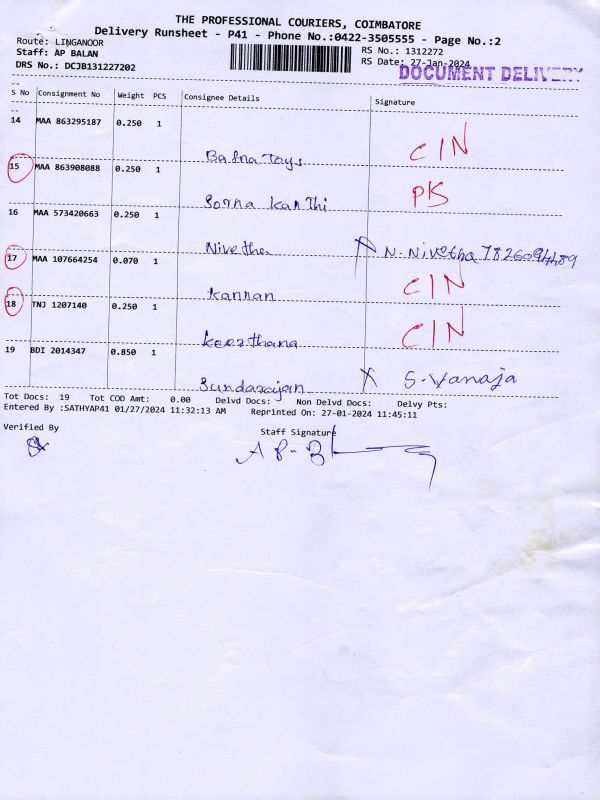 THE PROFESSIONAL COURIERS, COIMBATORE
Delivery Runsheet - P41 - Phone No.:0422-3505555 - Page No.:2
Route: LINGANOOR
RS No.: 1312272
Staff: AP BALAN
RS Date: 27-Jan-2024
DRS No.: DCJB131227202
DOCUMENT DELIVERY
S No Consignment No Weight PCS Consignee Details Signature
14 MAA 863295187 0.250 1
Bafna Toys CIN
15 MAA 863908088 0.250 1
Sorna Kanthi PKS
16 MAA 573420663 0.250 1
Nivetha N. Nivetha
17 MAA 107664254 0.070 1
Kannan CIN
18 TNJ 1207140 0.250 1
Keerthana CIN
19 BDI 2014347 0.850 1
Sundarajan S. Vanaja
Tot Docs: 19 Tot COD Amt: 0.00 Delvd Docs: Non Delvd Docs: Delvy Pts:
Entered By :SATHYAP41 01/27/2024 11:32:13 AM Reprinted On: 27-01-2024 11:45:11
Verified By Staff Signature